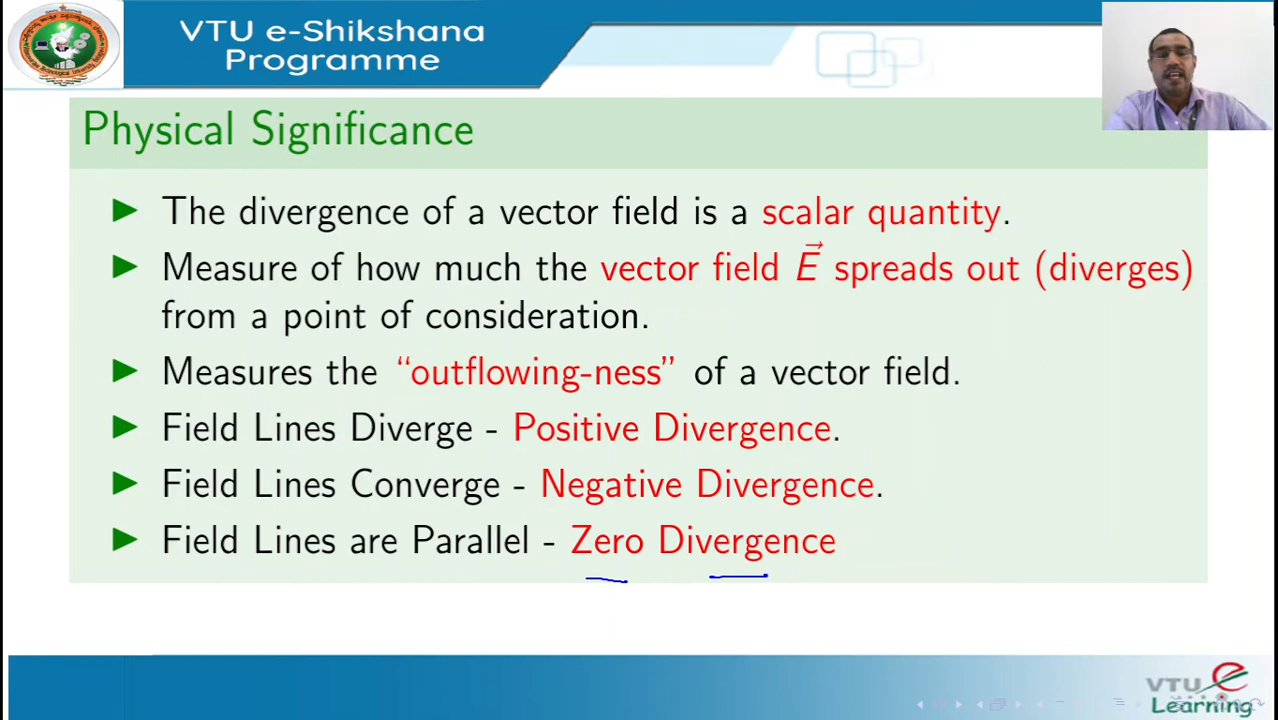 VTU e-Shikshana
Programme
Physical Significance
The divergence of a vector field is a scalar quantity.
Measure of how much the vector field E⃗ spreads out (diverges)
from a point of consideration.
Measures the “outflowing-ness” of a vector field.
Field Lines Diverge - Positive Divergence.
Field Lines Converge - Negative Divergence.
Field Lines are Parallel - Zero Divergence
VTU
Learning